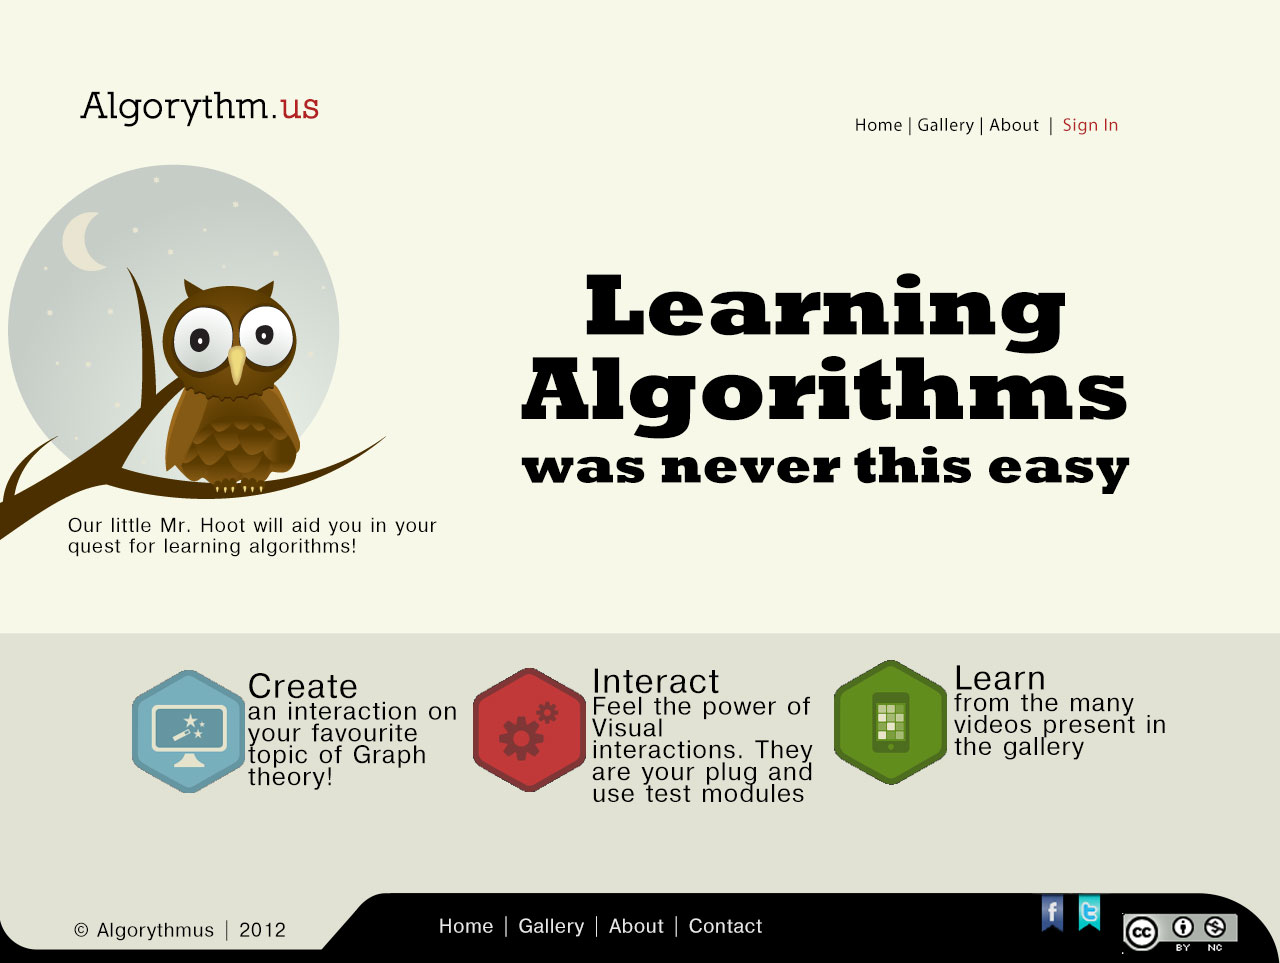 Algorythm.us
Home | Gallery | About | Sign In
Learning
Algorithms
was never this easy
Our little Mr. Hoot will aid you in your
quest for learning algorithms!
Create
an interaction on
your favourite
topic of Graph
theory!
Interact
Feel the power of
Visual
interactions. They
are your plug and
use test modules
Learn
from the many
videos present in
the gallery
© Algorythmus | 2012
Home | Gallery | About | Contact
f
t
cc
BY NC